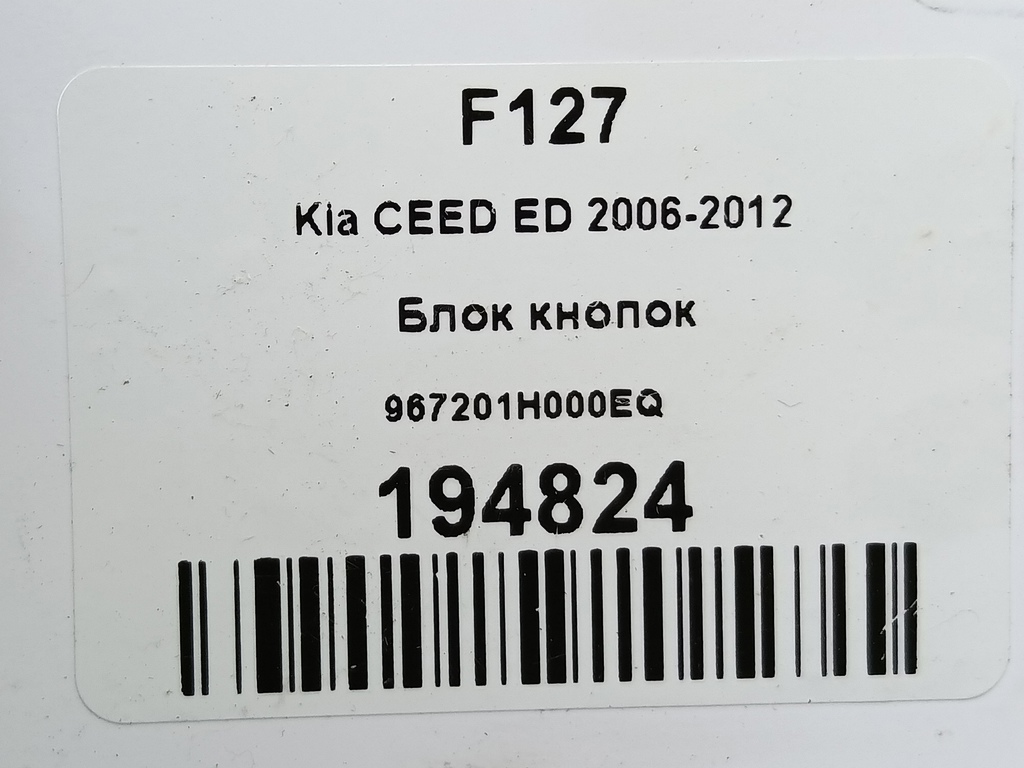 F127
Kia CEED ED 2006-2012
Блок кнопок
967201H000EQ
194824